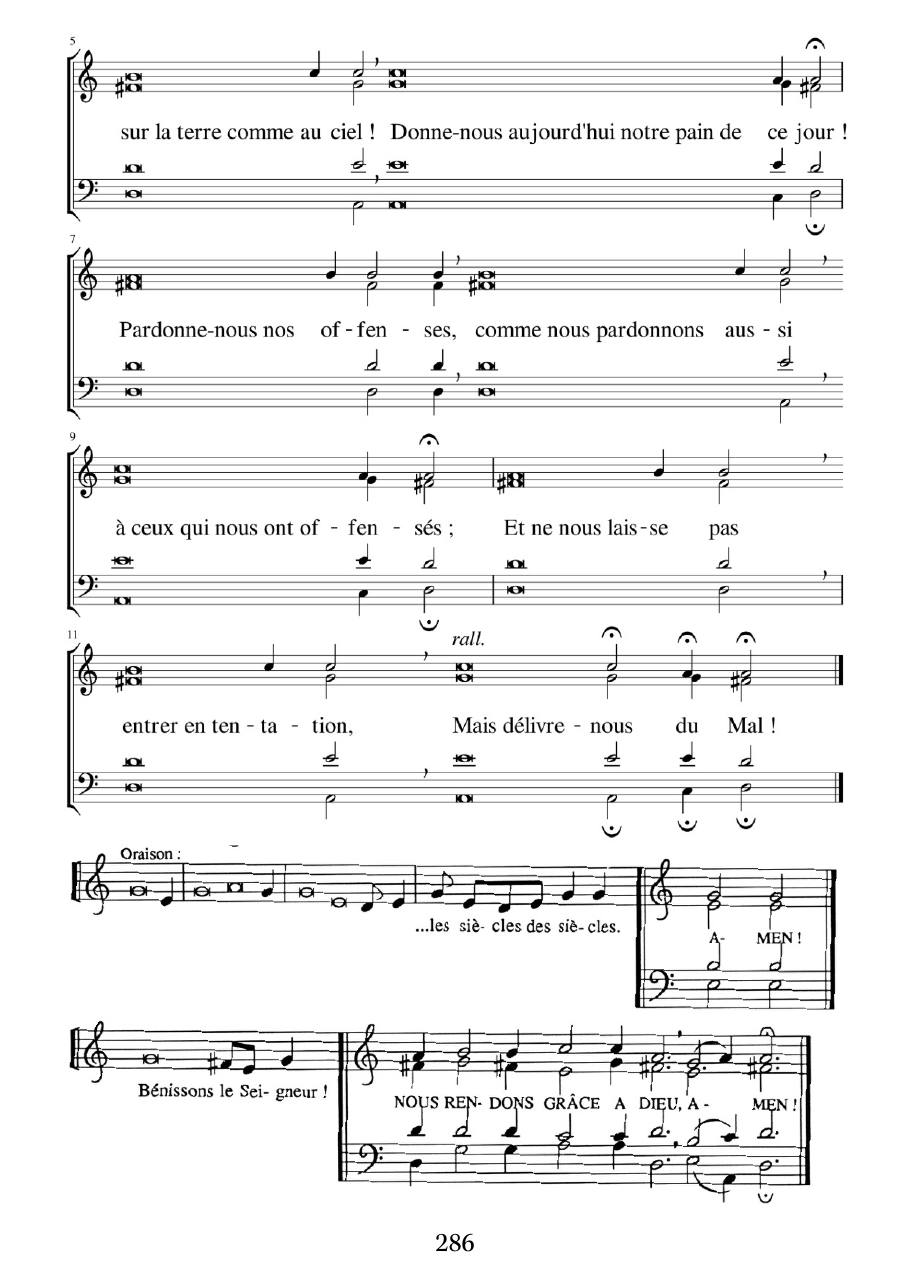 5
sur la terre comme au ciel ! Donne-nous aujourd'hui notre pain de ce jour !
7
Pardonne-nous nos of - fen - ses, comme nous pardonnons aus - si
9
à ceux qui nous ont of - fen - sés ; Et ne nous lais-se pas
11
rall.
entrer en ten - ta - tion, Mais délivre - nous du Mal !
Oraison :
...les siè- cles des siè- cles.
A- MEN !
Bénissons le Sei- gneur !
NOUS REN- DONS GRÂCE A DIEU, A - MEN !
286